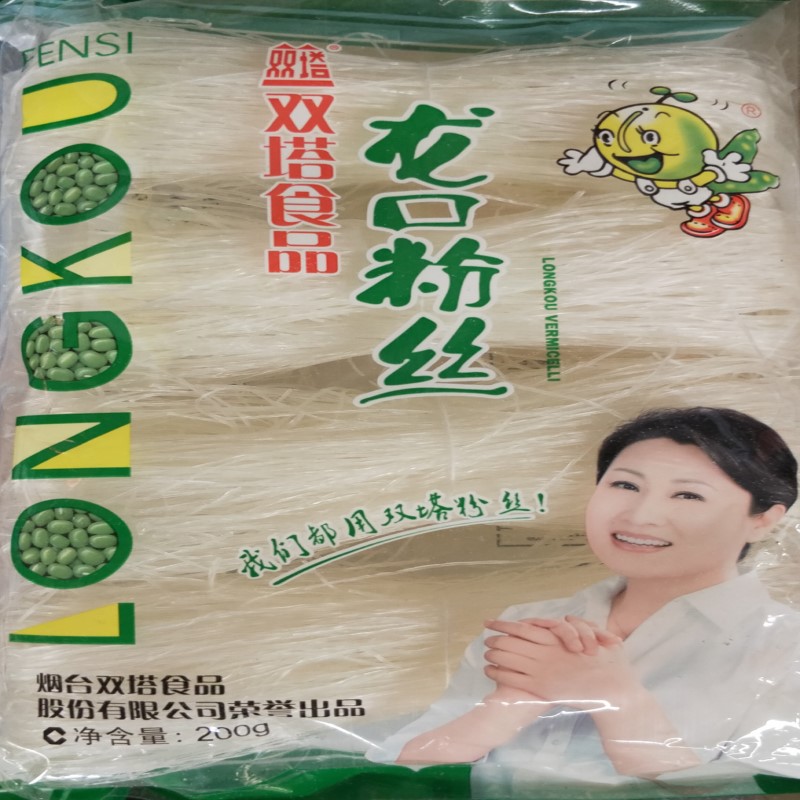 FENSI
LONGKOU
双塔
®
双塔食品
龙口粉丝
LONGKOU VERMICELLI
®
我们都用双塔粉丝!
烟台双塔食品
股份有限公司荣誉出品
C 净含量: 200g